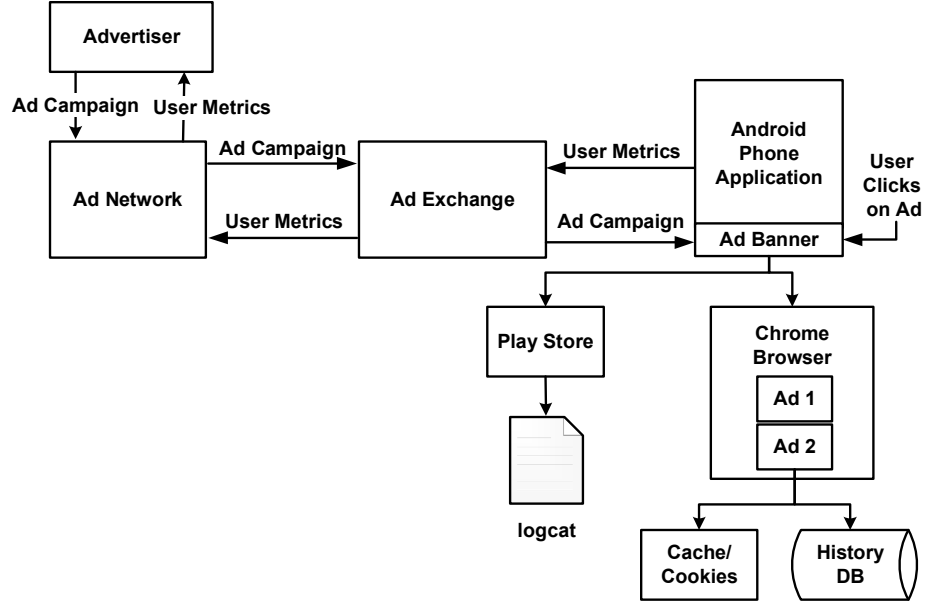 Advertiser
Ad Campaign
User Metrics
Ad Network
Ad Campaign
User Metrics
Ad Exchange
User Metrics
Ad Campaign
Android
Phone
Application
Ad Banner
User
Clicks
on Ad
Play Store
logcat
Chrome
Browser
Ad 1
Ad 2
Cache/
Cookies
History
DB